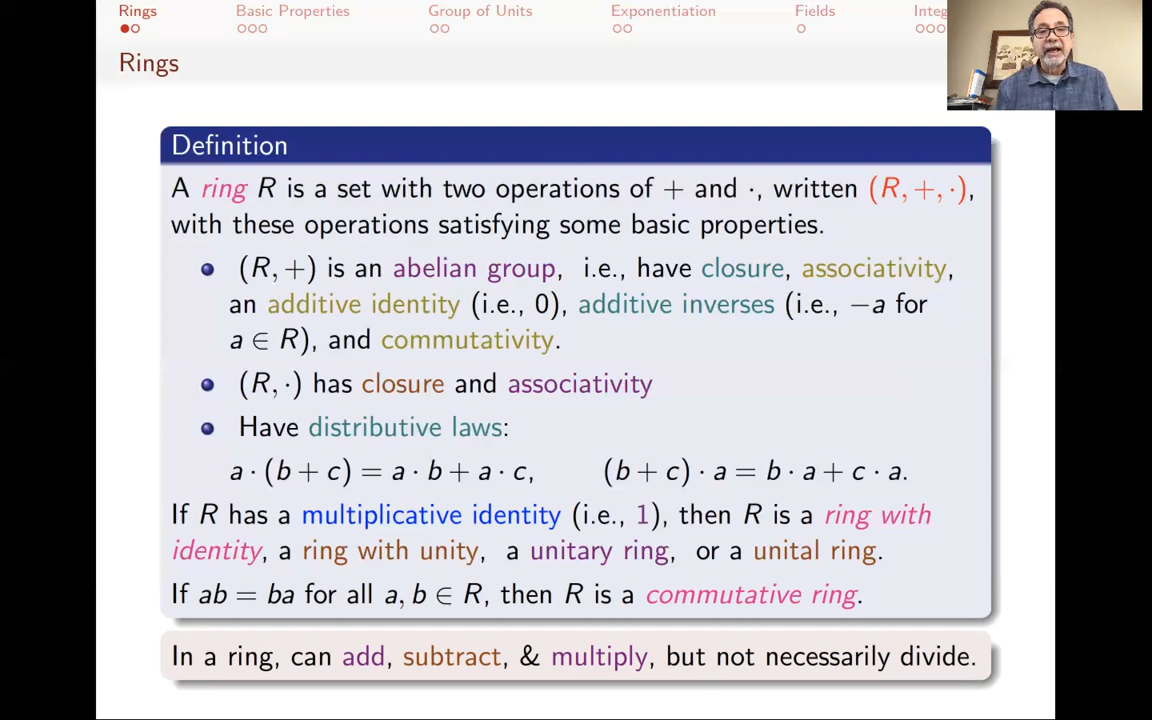 Rings Basic Properties Group of Units Exponentiation Fields Integ
Rings
Definition
A ring R is a set with two operations of + and ·, written (R, +, ·),
with these operations satisfying some basic properties.
(R, +) is an abelian group, i.e., have closure, associativity,
an additive identity (i.e., 0), additive inverses (i.e., −a for
a ∈ R), and commutativity.
(R, ·) has closure and associativity
Have distributive laws:
a · (b + c) = a · b + a · c, (b + c) · a = b · a + c · a.
If R has a multiplicative identity (i.e., 1), then R is a ring with
identity, a ring with unity, a unitary ring, or a unital ring.
If ab = ba for all a, b ∈ R, then R is a commutative ring.
In a ring, can add, subtract, & multiply, but not necessarily divide.